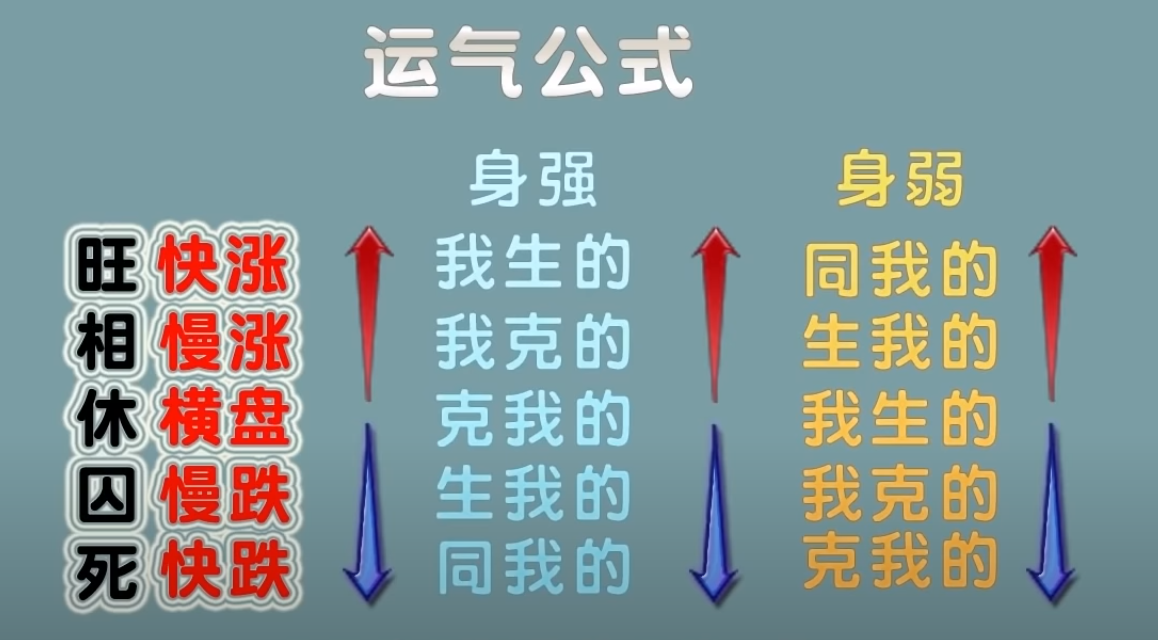 运气公式
身强 身弱
旺 快涨 我生的 同我的
相 慢涨 我克的 生我的
休 横盘 克我的 我生的
囚 慢跌 生我的 我克的
死 快跌 同我的 克我的